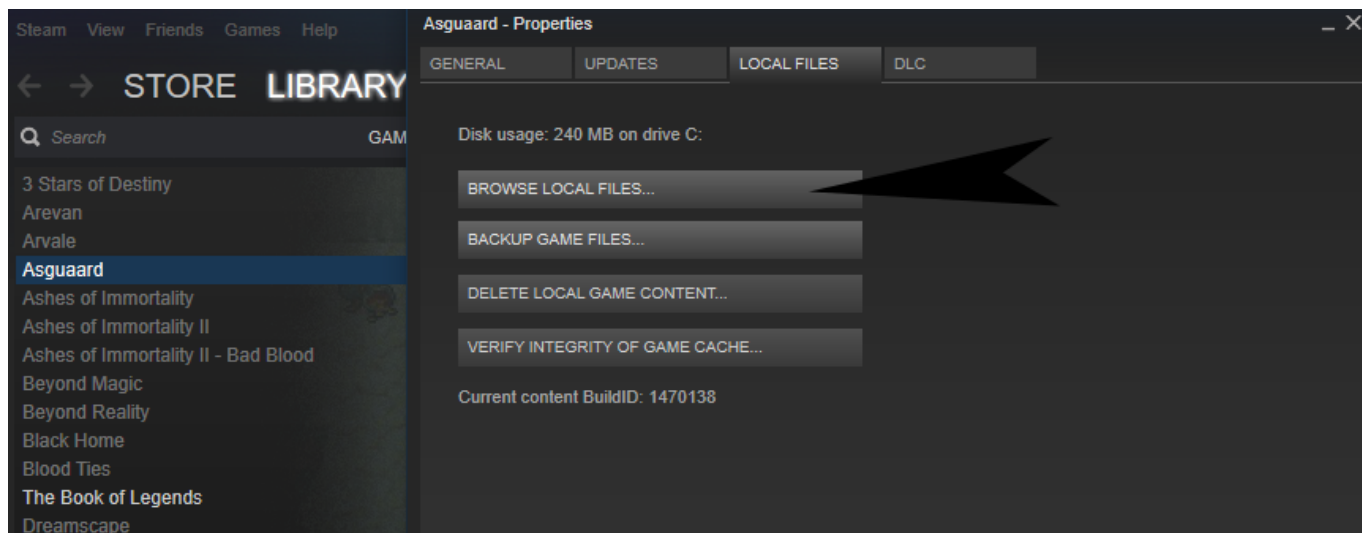 Steam View Friends Games Help
STORE LIBRARY
Search GAM
3 Stars of Destiny
Arevan
Arvale
Asguaard
Ashes of Immortality
Ashes of Immortality II
Ashes of Immortality II - Bad Blood
Beyond Magic
Beyond Reality
Black Home
Blood Ties
The Book of Legends
Dreamscape
Asguaard - Properties
GENERAL UPDATES LOCAL FILES DLC
Disk usage: 240 MB on drive C:
BROWSE LOCAL FILES...
BACKUP GAME FILES...
DELETE LOCAL GAME CONTENT...
VERIFY INTEGRITY OF GAME CACHE...
Current content BuildID: 1470138